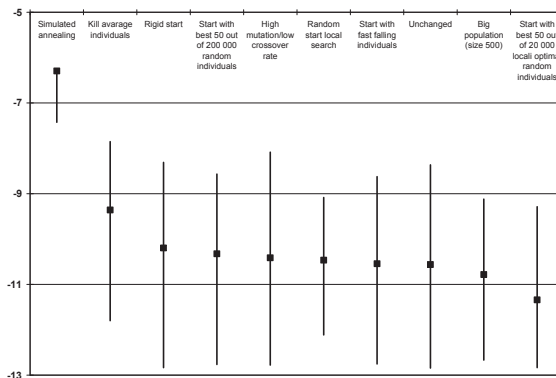 -5
Simulated
annealing
Kill avarage
individuals
Rigid start
Start with
best 50 out
of 200 000
random
individuals
High
mutation/low
crossover
rate
Random
start local
search
Start with
fast falling
individuals
Unchanged
Big
population
(size 500)
Start with
best 50 out
of 20 000
locali optima
random
individuals
-7
-9
-11
-13